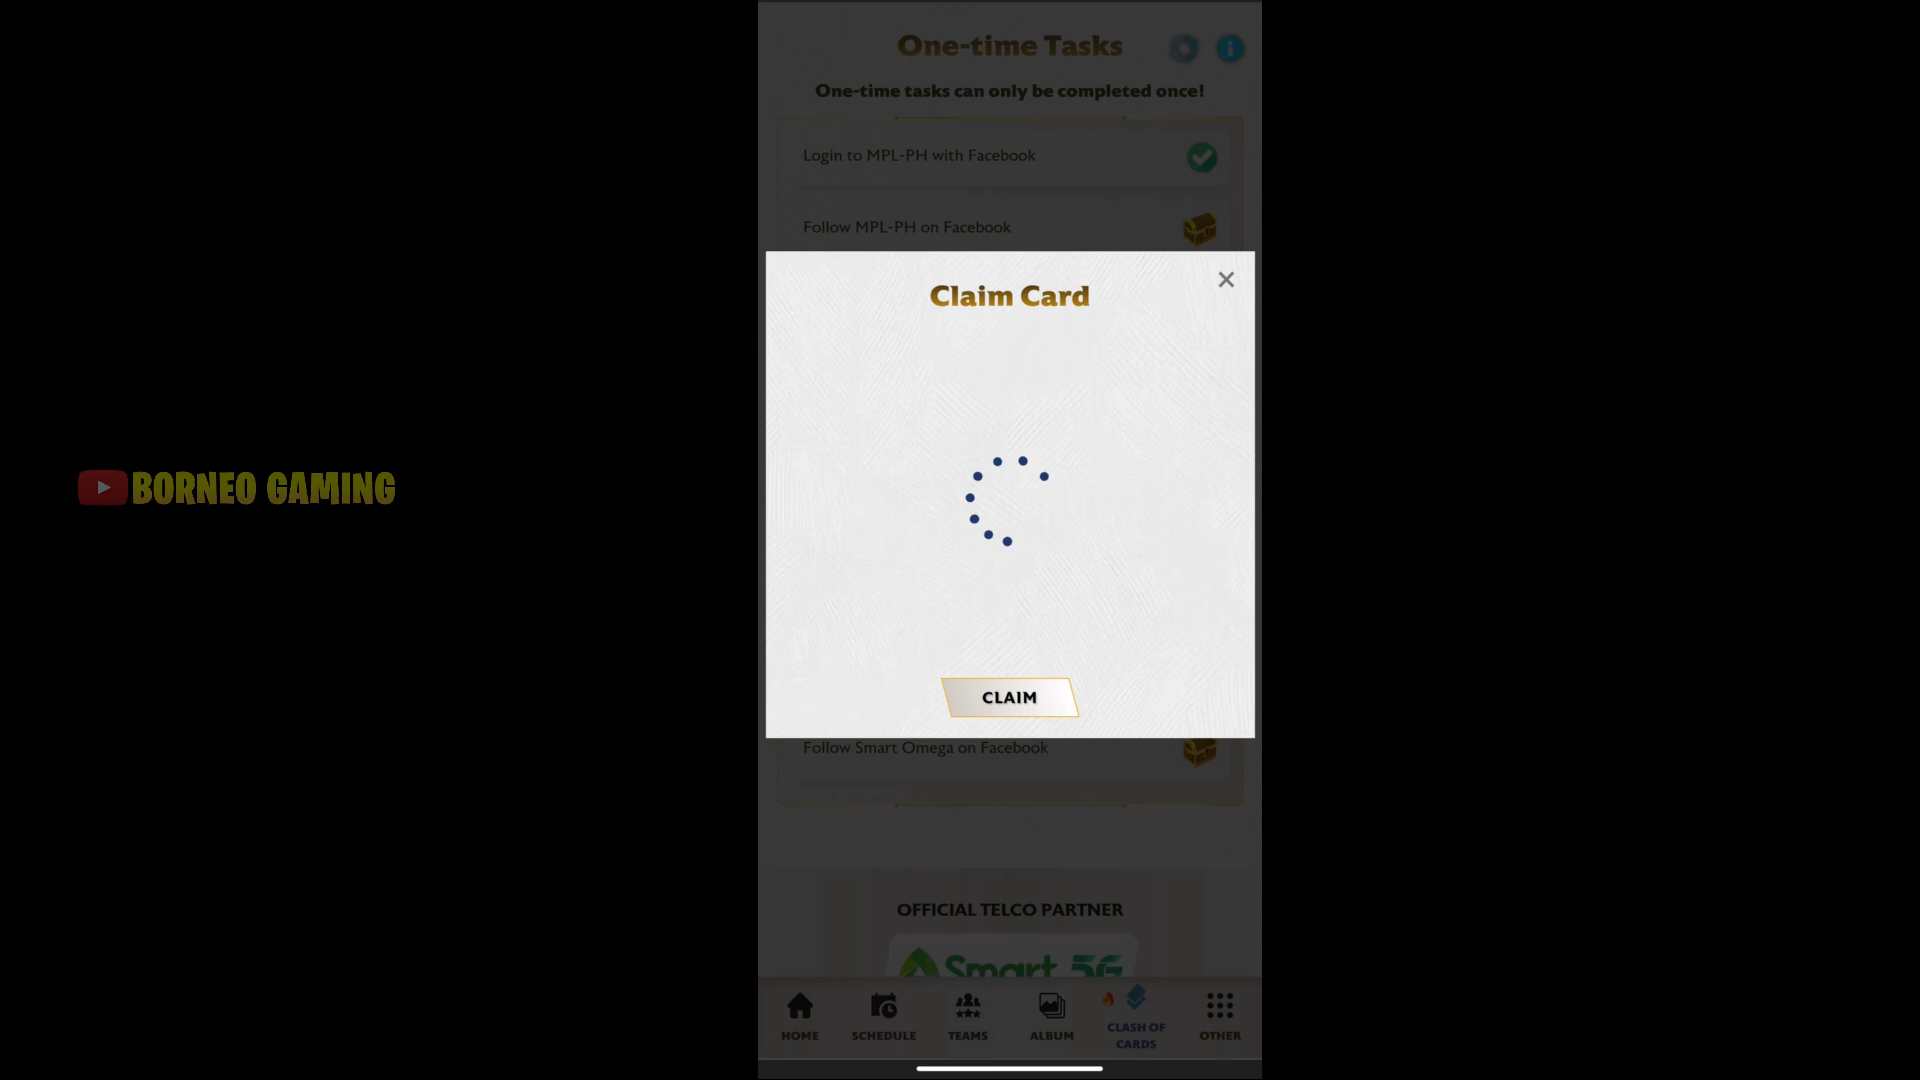 One-time Tasks
One-time tasks can only be completed once!
Login to MPL-PH with Facebook
Follow MPL-PH on Facebook
Claim Card
BORNEO GAMING
CLAIM
Follow Smart Omega on Facebook
OFFICIAL TELCO PARTNER
Smart 5G
HOME
SCHEDULE
TEAMS
ALBUM
CLASH OF
CARDS
OTHER